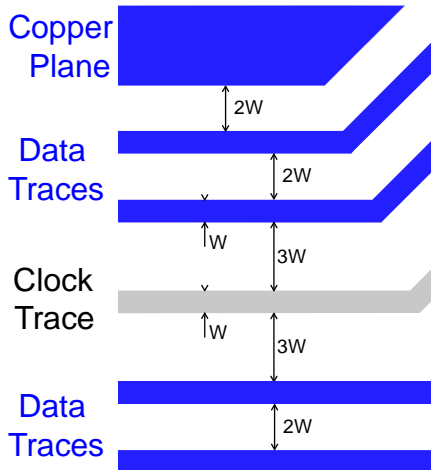 Copper
Plane
2W
Data
Traces
2W
W
3W
Clock
Trace
W
3W
Data
Traces
2W